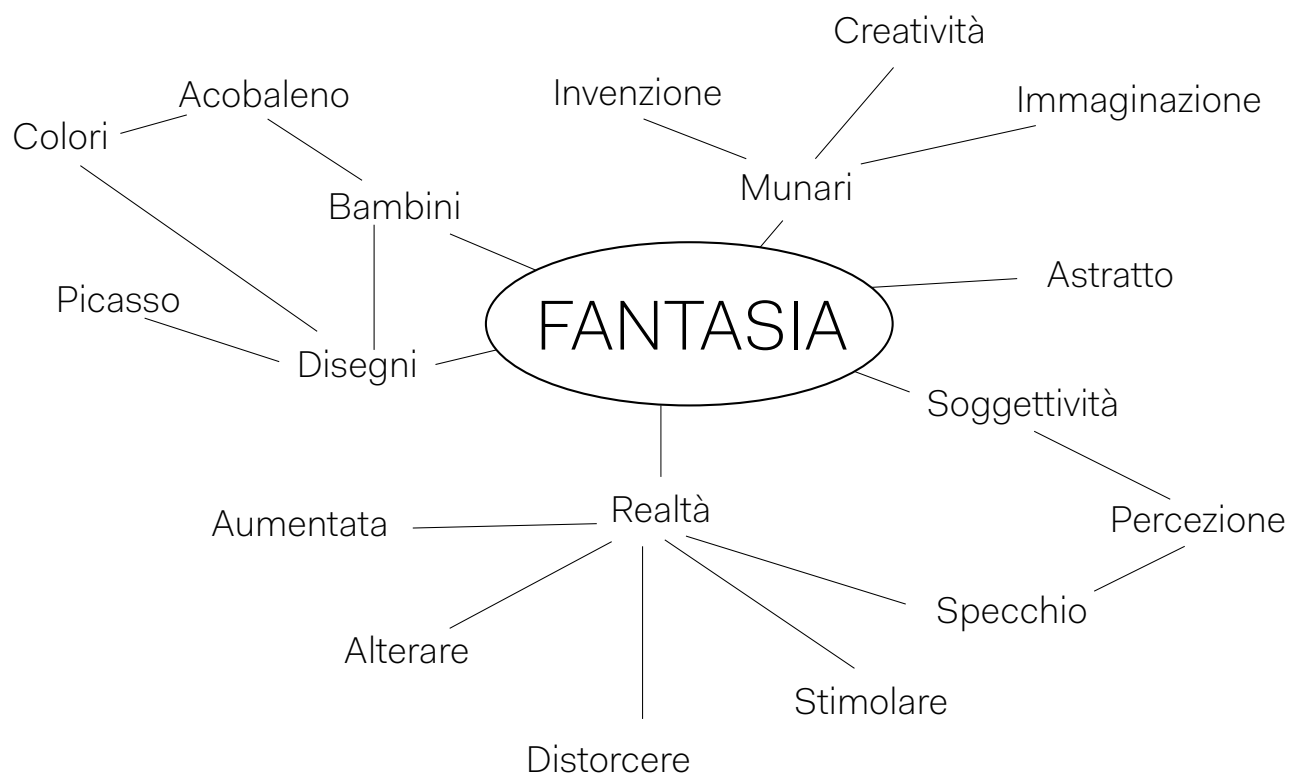 Creatività
Acobaleno
Invenzione
Immaginazione
Colori
Munari
Bambini
Astratto
Picasso
FANTASIA
Disegni
Soggettività
Realtà
Aumentata
Percezione
Specchio
Alterare
Stimolare
Distorcere